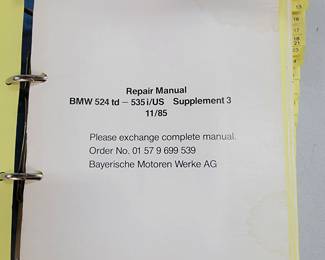 Repair Manual
BMW 524 td – 535 i/US Supplement 3
11/85
Please exchange complete manual.
Order No. 01 57 9 699 539
Bayerische Motoren Werke AG